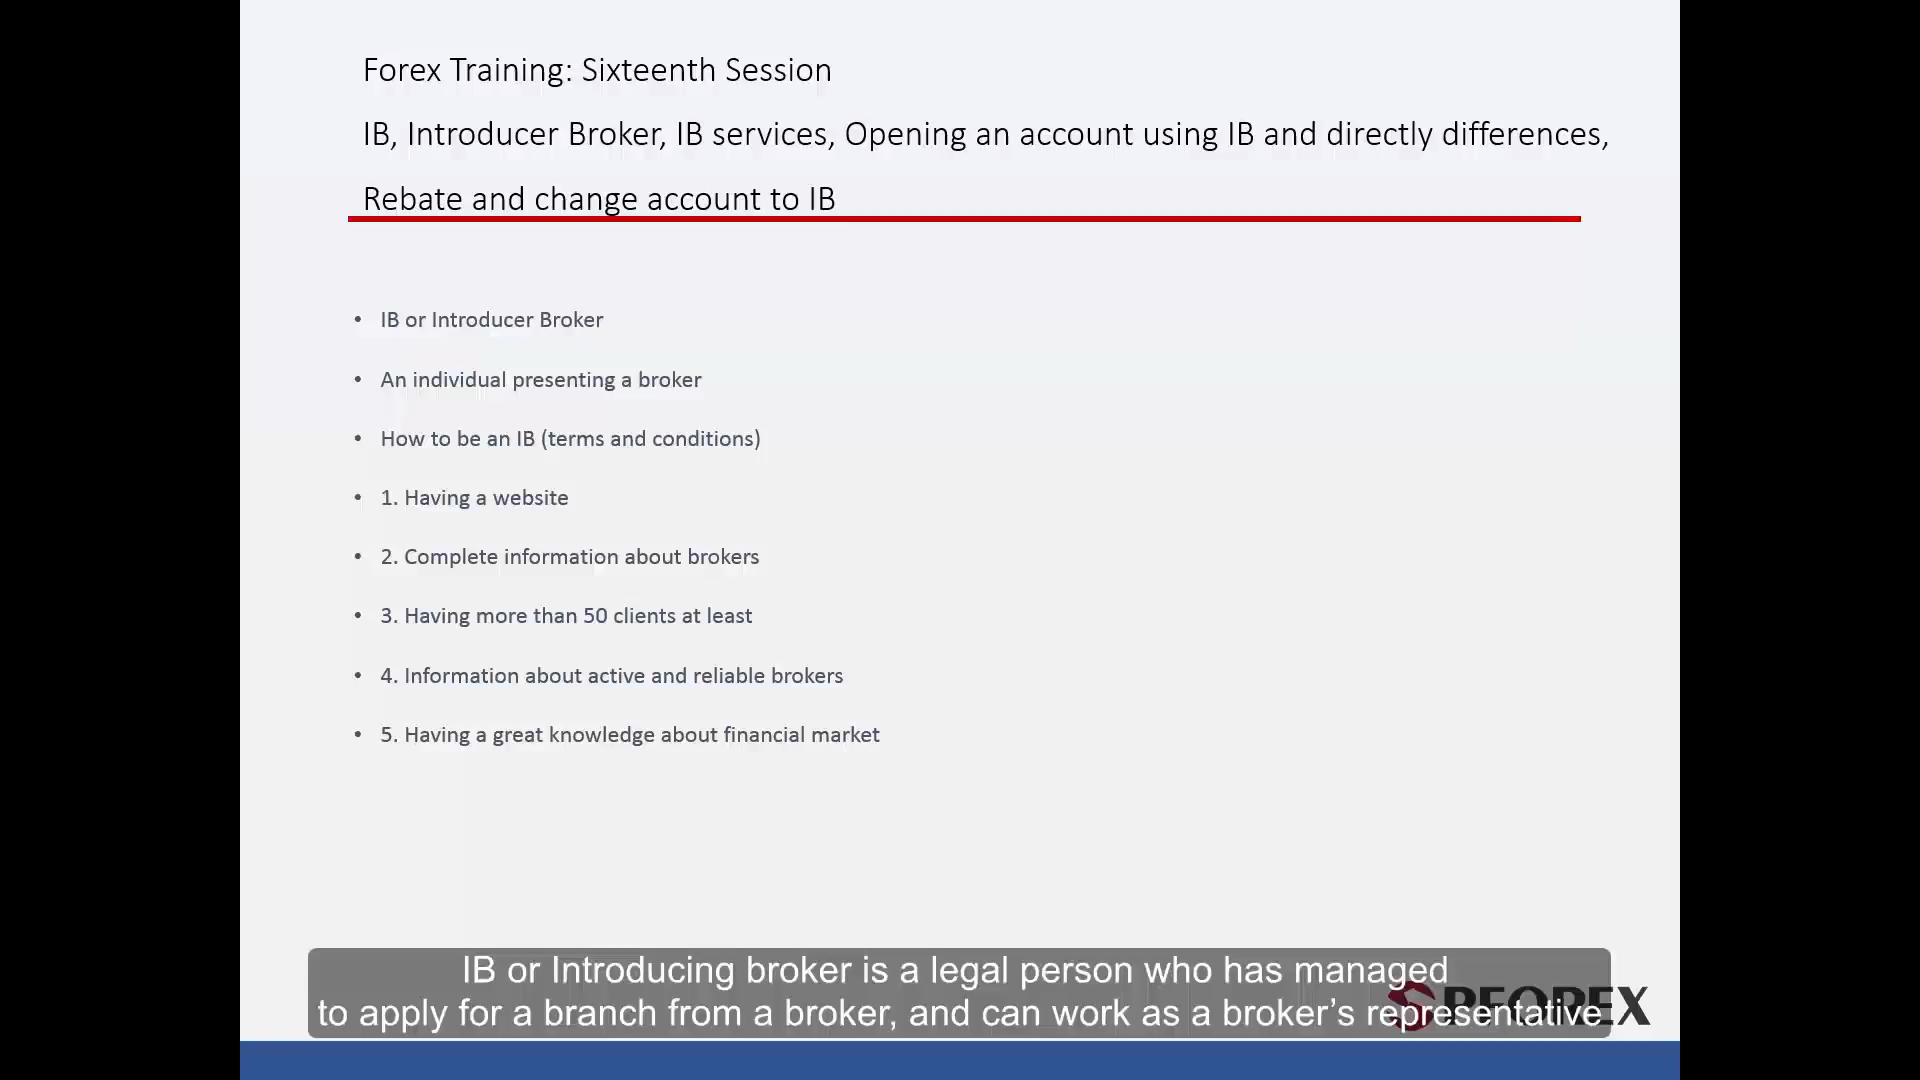 Forex Training: Sixteenth Session
IB, Introducer Broker, IB services, Opening an account using IB and directly differences,
Rebate and change account to IB
• IB or Introducer Broker
• An individual presenting a broker
• How to be an IB (terms and conditions)
• 1. Having a website
• 2. Complete information about brokers
• 3. Having more than 50 clients at least
• 4. Information about active and reliable brokers
• 5. Having a great knowledge about financial market
IB or Introducing broker is a legal person who has managed
to apply for a branch from a broker, and can work as a broker’s representative